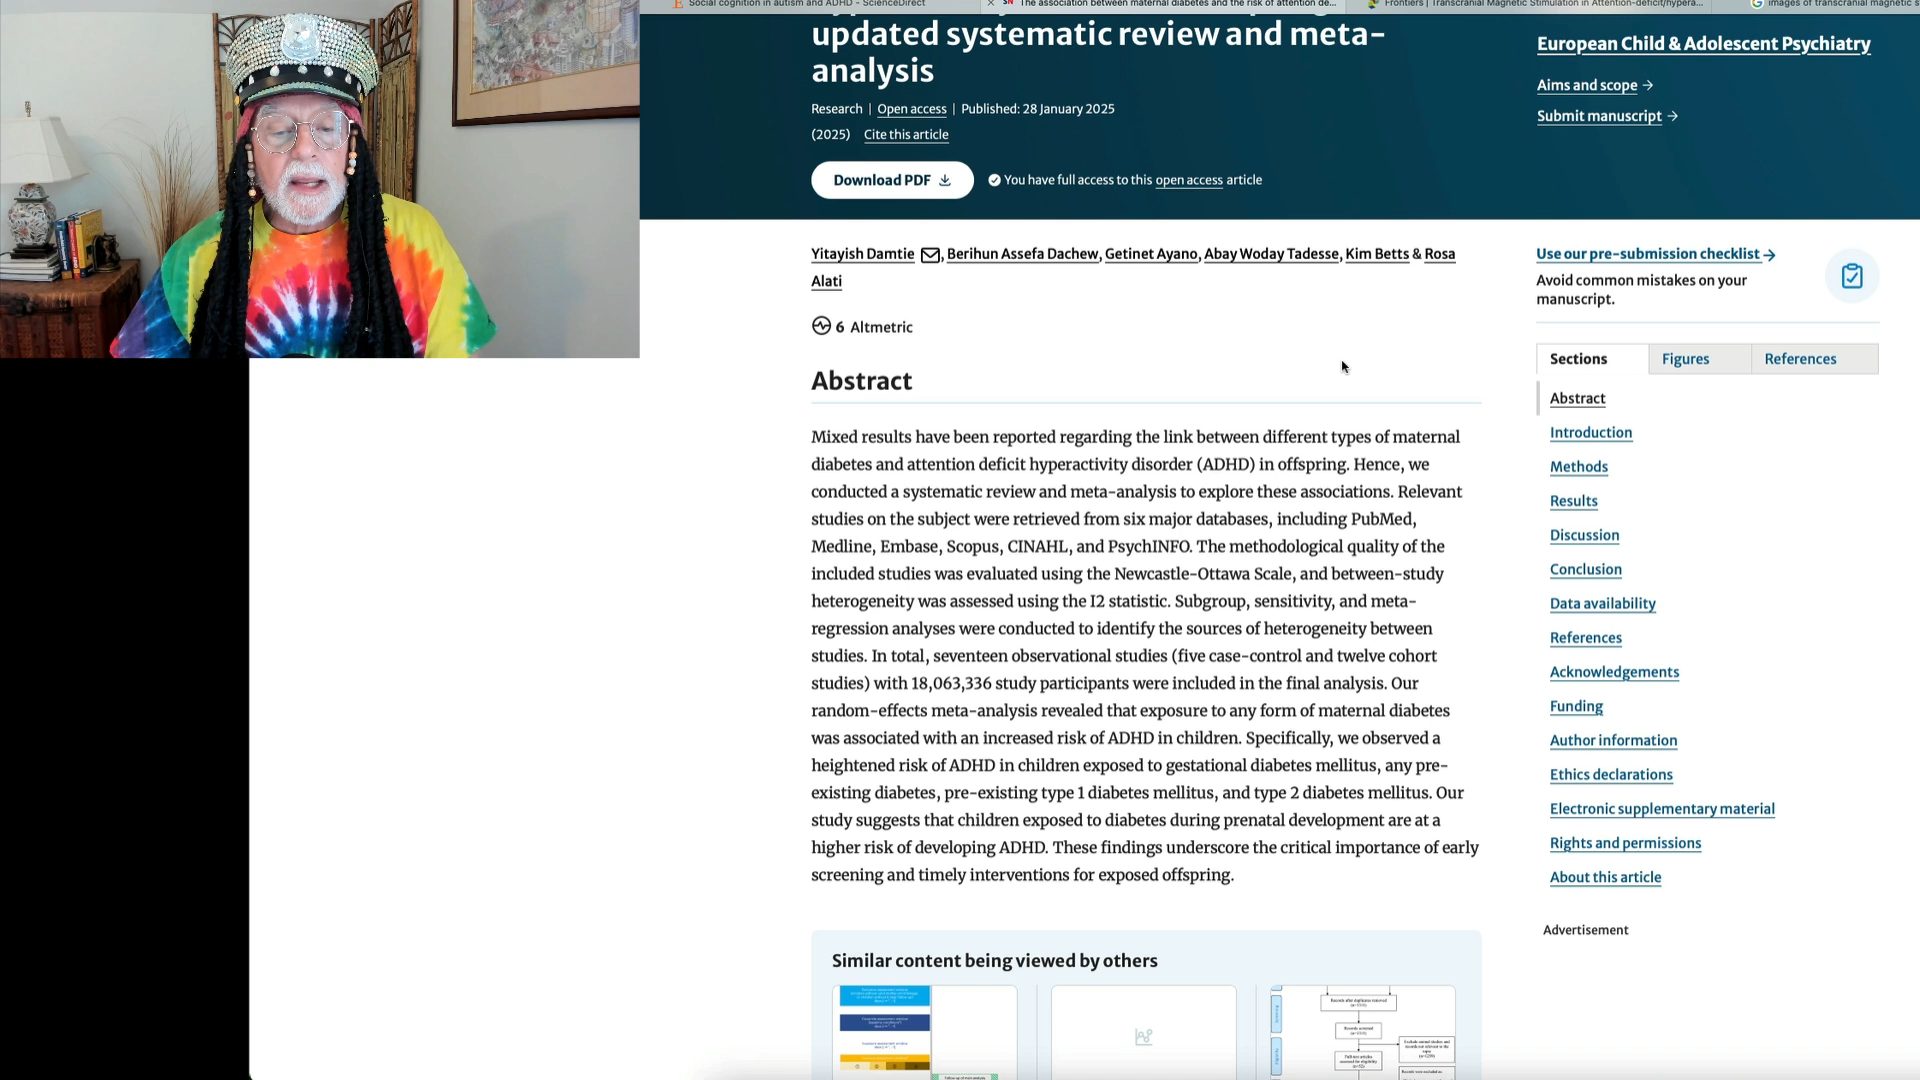 Social cognition in autism and ADHD - ScienceDirect
The association between maternal diabetes and the risk of attention de...
Frontiers | Transcranial Magnetic Stimulation in Attention-deficit/hypera...
images of transcranial magnetic s
updated systematic review and meta-
analysis
Research | Open access | Published: 28 January 2025
(2025) Cite this article
Download PDF
You have full access to this open access article
European Child & Adolescent Psychiatry
Aims and scope →
Submit manuscript →
Yitayish Damtie, Berihun Assefa Dachew, Getinet Ayano, Abay Woday Tadesse, Kim Betts & Rosa
Alati
6 Altmetric
Abstract
Mixed results have been reported regarding the link between different types of maternal
diabetes and attention deficit hyperactivity disorder (ADHD) in offspring. Hence, we
conducted a systematic review and meta-analysis to explore these associations. Relevant
studies on the subject were retrieved from six major databases, including PubMed,
Medline, Embase, Scopus, CINAHL, and PsychINFO. The methodological quality of the
included studies was evaluated using the Newcastle-Ottawa Scale, and between-study
heterogeneity was assessed using the I2 statistic. Subgroup, sensitivity, and meta-
regression analyses were conducted to identify the sources of heterogeneity between
studies. In total, seventeen observational studies (five case-control and twelve cohort
studies) with 18,063,336 study participants were included in the final analysis. Our
random-effects meta-analysis revealed that exposure to any form of maternal diabetes
was associated with an increased risk of ADHD in children. Specifically, we observed a
heightened risk of ADHD in children exposed to gestational diabetes mellitus, any pre-
existing diabetes, pre-existing type 1 diabetes mellitus, and type 2 diabetes mellitus. Our
study suggests that children exposed to diabetes during prenatal development are at a
higher risk of developing ADHD. These findings underscore the critical importance of early
screening and timely interventions for exposed offspring.
Similar content being viewed by others
Use our pre-submission checklist →
Avoid common mistakes on your
manuscript.
Sections
Figures
References
Abstract
Introduction
Methods
Results
Discussion
Conclusion
Data availability
References
Acknowledgements
Funding
Author information
Ethics declarations
Electronic supplementary material
Rights and permissions
About this article
Advertisement